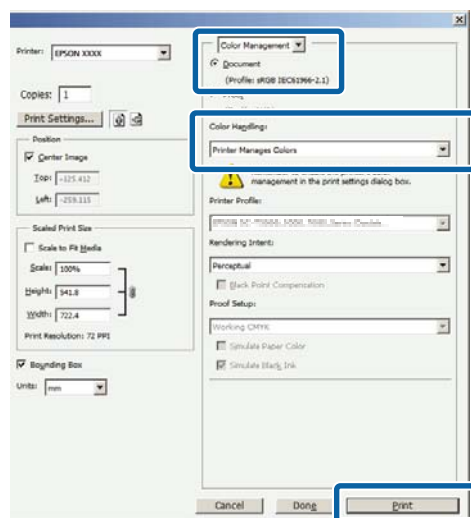 Printer: EPSON XXXX
Copies: 1
Print Settings...
Position
Center Image
Top: -125.412
Left: -259.115
Scaled Print Size
Scale to Fit Media
Scale: 100%
Height: 541.8
Width: 722.4
Print Resolution: 72 PPI
Bounding Box
Units: mm
Color Management
Document
(Profile: sRGB IEC61966-2.1)
Color Handling:
Printer Manages Colors
management in the print settings dialog box.
Printer Profile:
Rendering Intent:
Perceptual
Black Point Compensation
Proof Setup:
Working CMYK
Simulate Paper Color
Simulate Black Ink
Cancel
Done
Print